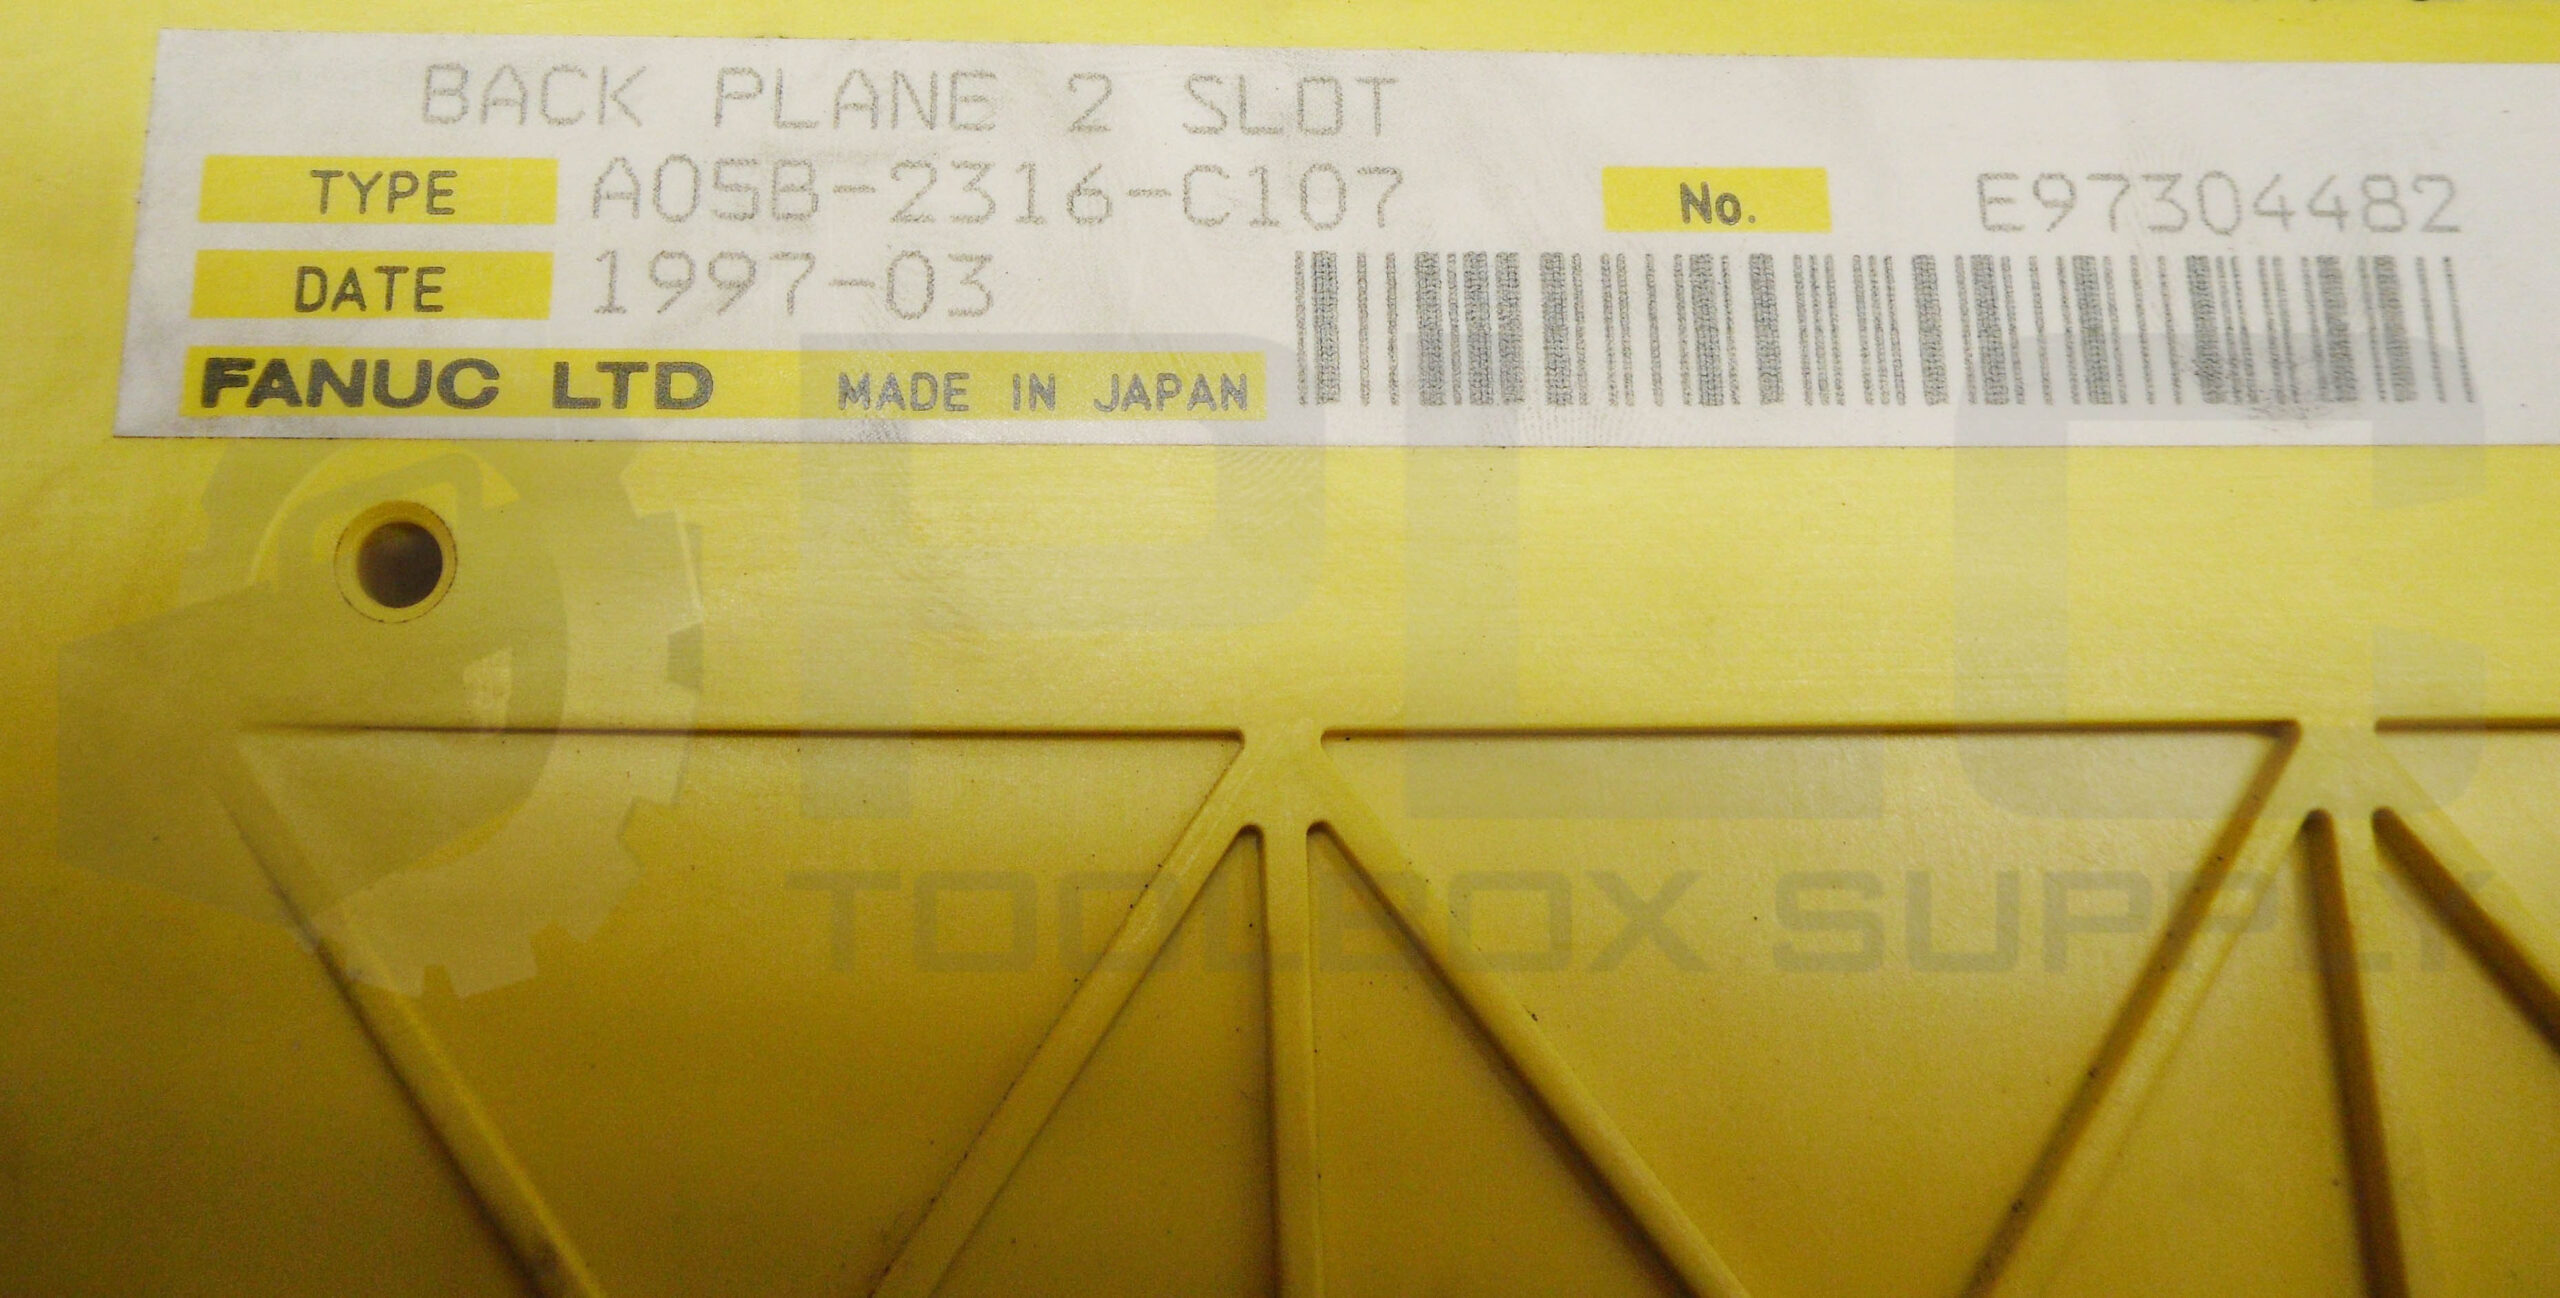 BACK PLANE 2 SLOT
TYPE A05B-2316-C107 No. E97304482
DATE 1997-03
FANUC LTD MADE IN JAPAN
PLC
TOOLBOX SUPPLY